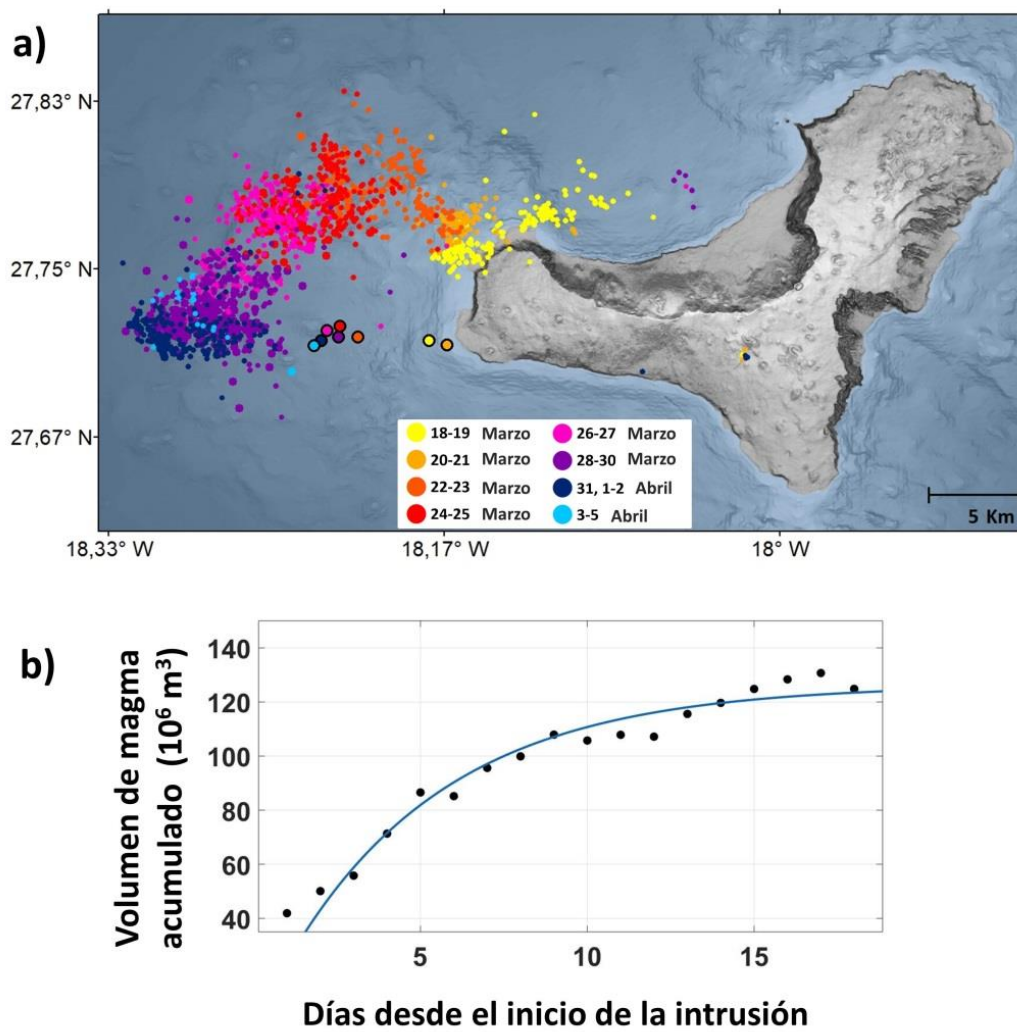 a)
27,83° N
27,75° N
27,67° N
18-19 Marzo
20-21 Marzo
22-23 Marzo
24-25 Marzo
26-27 Marzo
28-30 Marzo
31, 1-2 Abril
3-5 Abril
5 Km
18,33° W
18,17° W
18° W
b)
Volumen de magma
acumulado (10⁶ m³)
140
120
100
80
60
40
5
10
15
Días desde el inicio de la intrusión